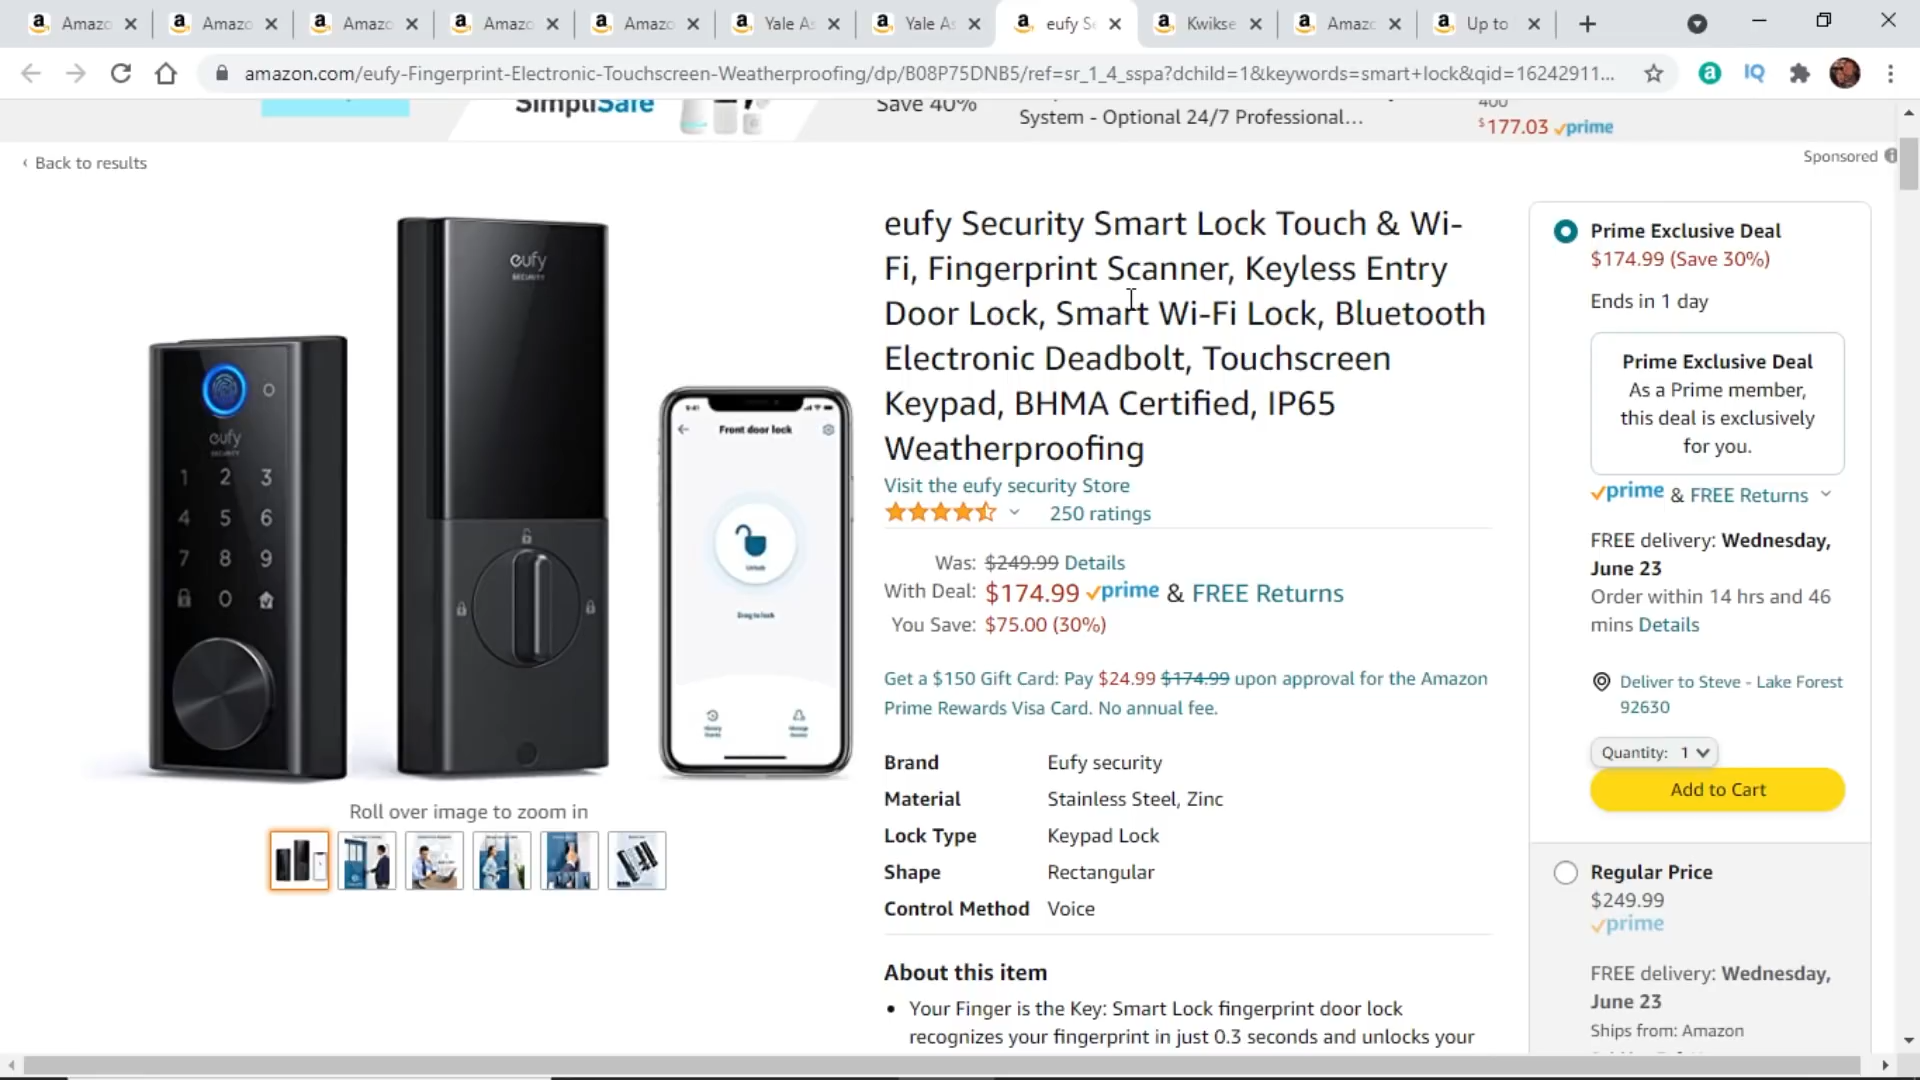 Amazo
Amazo
Amazo
Amazo
Amazo
Yale As
Yale As
eufy Se
Kwikse
Amazo
Up to
amazon.com/eufy-Fingerprint-Electronic-Touchscreen-Weatherproofing/dp/B08P75DNB5/ref=sr_1_4_sspa?dchild=1&keywords=smart+lock&qid=16242911...
SimpliSafe
Save 40%
System - Optional 24/7 Professional...
$177.03 prime
‹ Back to results
Sponsored
eufy
SECURITY
eufy
SECURITY
1 2 3
4 5 6
7 8 9
0
9:41
Front door lock
Unlock
Drag to lock
Roll over image to zoom in
eufy Security Smart Lock Touch & Wi-
Fi, Fingerprint Scanner, Keyless Entry
Door Lock, Smart Wi-Fi Lock, Bluetooth
Electronic Deadbolt, Touchscreen
Keypad, BHMA Certified, IP65
Weatherproofing
Visit the eufy security Store
250 ratings
Was: $249.99 Details
With Deal: $174.99 prime & FREE Returns
You Save: $75.00 (30%)
Get a $150 Gift Card: Pay $24.99 $174.99 upon approval for the Amazon
Prime Rewards Visa Card. No annual fee.
Brand Eufy security
Material Stainless Steel, Zinc
Lock Type Keypad Lock
Shape Rectangular
Control Method Voice
About this item
• Your Finger is the Key: Smart Lock fingerprint door lock
recognizes your fingerprint in just 0.3 seconds and unlocks your
Prime Exclusive Deal
$174.99 (Save 30%)
Ends in 1 day
Prime Exclusive Deal
As a Prime member,
this deal is exclusively
for you.
prime & FREE Returns
FREE delivery: Wednesday,
June 23
Order within 14 hrs and 46
mins Details
Deliver to Steve - Lake Forest
92630
Quantity: 1
Add to Cart
Regular Price
$249.99
prime
FREE delivery: Wednesday,
June 23
Ships from: Amazon